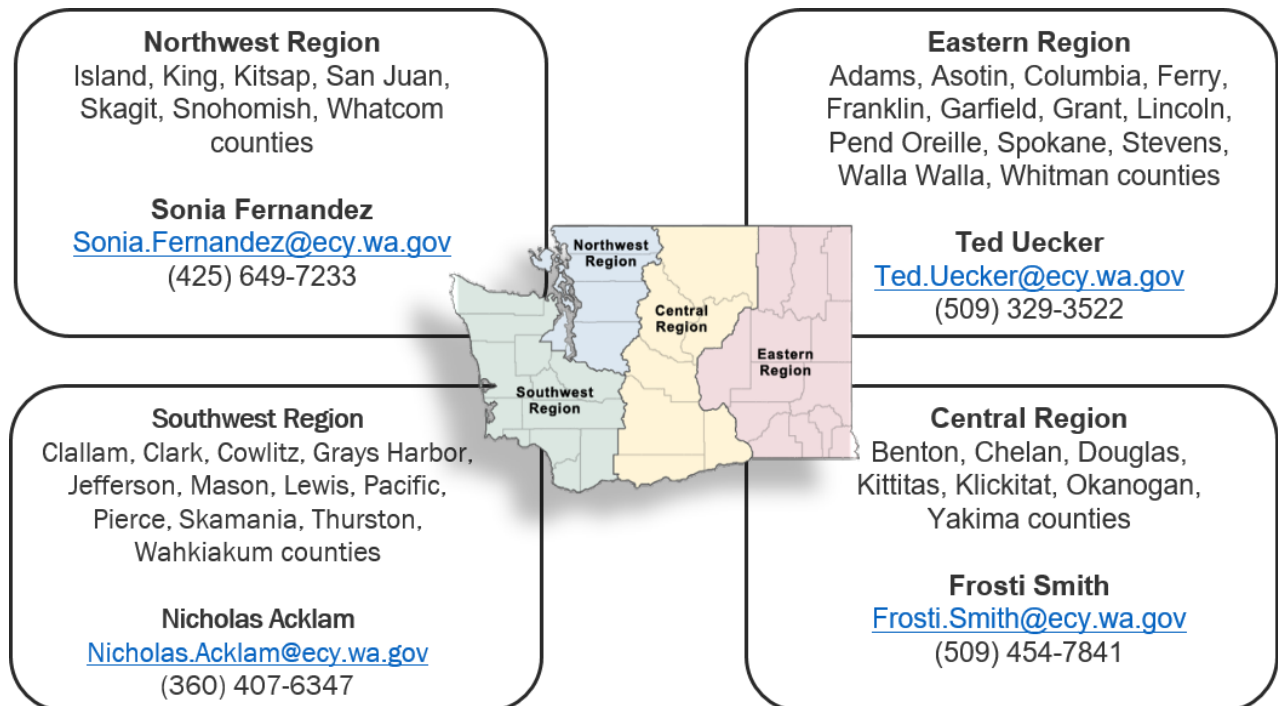 Northwest Region
Island, King, Kitsap, San Juan,
Skagit, Snohomish, Whatcom
counties
Sonia Fernandez
Sonia.Fernandez@ecy.wa.gov
(425) 649-7233
Eastern Region
Adams, Asotin, Columbia, Ferry,
Franklin, Garfield, Grant, Lincoln,
Pend Oreille, Spokane, Stevens,
Walla Walla, Whitman counties
Ted Uecker
Ted.Uecker@ecy.wa.gov
(509) 329-3522
Northwest
Region
Central
Region
Eastern
Region
Southwest
Region
Southwest Region
Clallam, Clark, Cowlitz, Grays Harbor,
Jefferson, Mason, Lewis, Pacific,
Pierce, Skamania, Thurston,
Wahkiakum counties
Nicholas Acklam
Nicholas.Acklam@ecy.wa.gov
(360) 407-6347
Central Region
Benton, Chelan, Douglas,
Kittitas, Klickitat, Okanogan,
Yakima counties
Frosti Smith
Frosti.Smith@ecy.wa.gov
(509) 454-7841